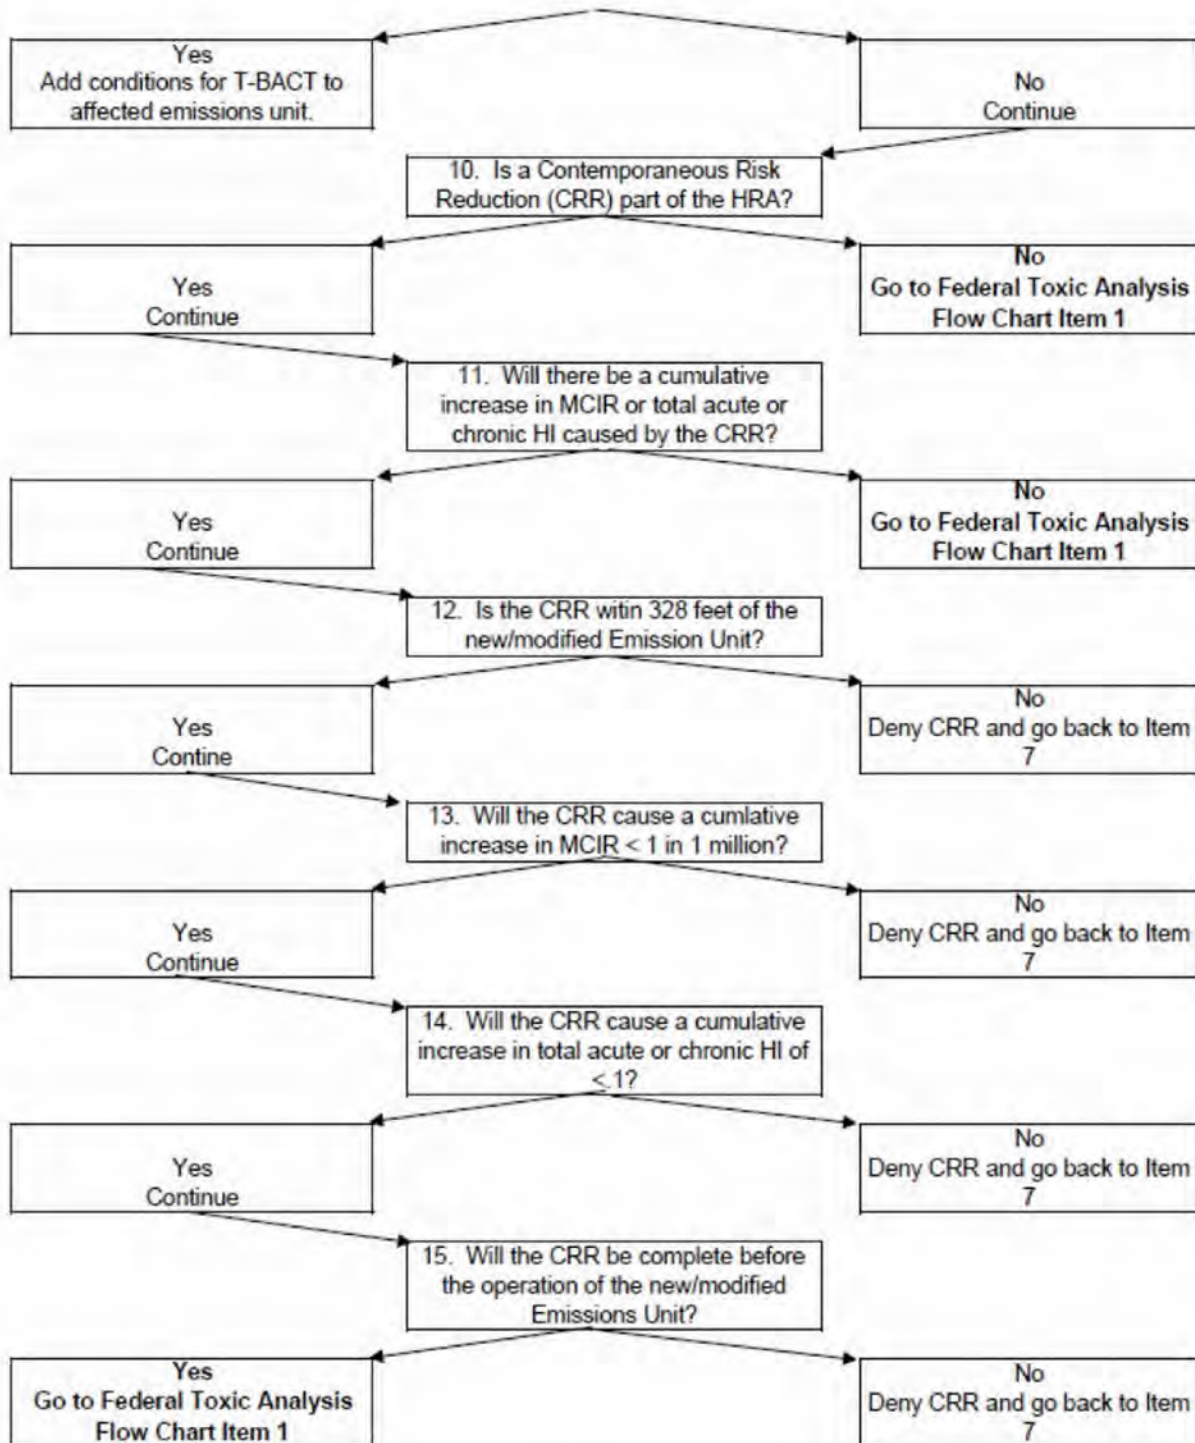 Yes
Add conditions for T-BACT to
affected emissions unit.
No
Continue
10. Is a Contemporaneous Risk
Reduction (CRR) part of the HRA?
Yes
Continue
No
Go to Federal Toxic Analysis
Flow Chart Item 1
11. Will there be a cumulative
increase in MCIR or total acute or
chronic HI caused by the CRR?
Yes
Continue
No
Go to Federal Toxic Analysis
Flow Chart Item 1
12. Is the CRR witin 328 feet of the
new/modified Emission Unit?
Yes
Contine
No
Deny CRR and go back to Item
7
13. Will the CRR cause a cumlative
increase in MCIR < 1 in 1 million?
Yes
Continue
No
Deny CRR and go back to Item
7
14. Will the CRR cause a cumulative
increase in total acute or chronic HI of
< 1?
Yes
Continue
No
Deny CRR and go back to Item
7
15. Will the CRR be complete before
the operation of the new/modified
Emissions Unit?
Yes
Go to Federal Toxic Analysis
Flow Chart Item 1
No
Deny CRR and go back to Item
7